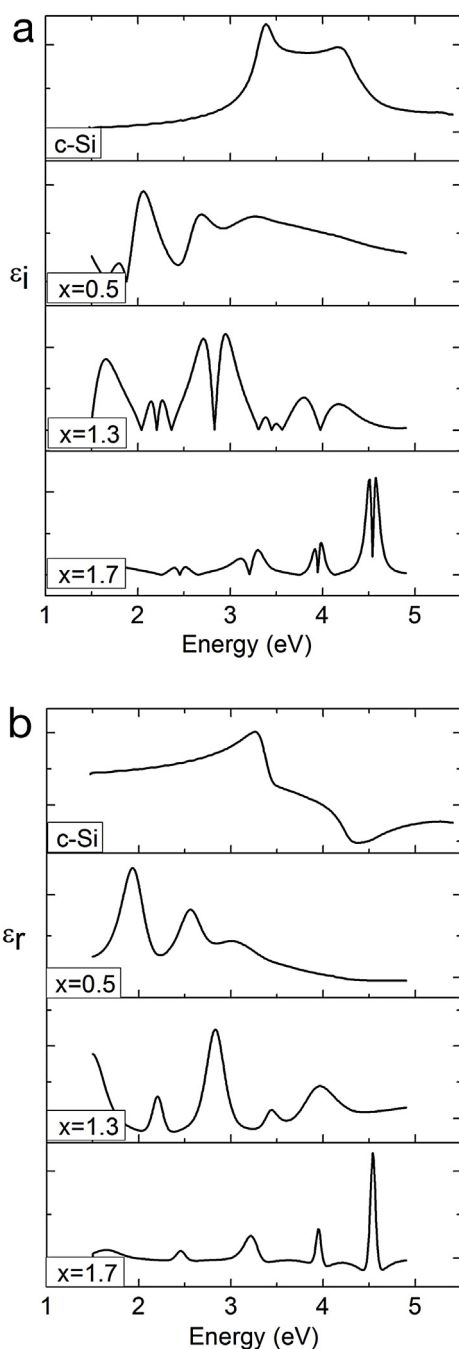 a
c-Si
εi
x=0.5
x=1.3
x=1.7
1 2 3 4 5
Energy (eV)
b
c-Si
εr
x=0.5
x=1.3
x=1.7
1 2 3 4 5
Energy (eV)